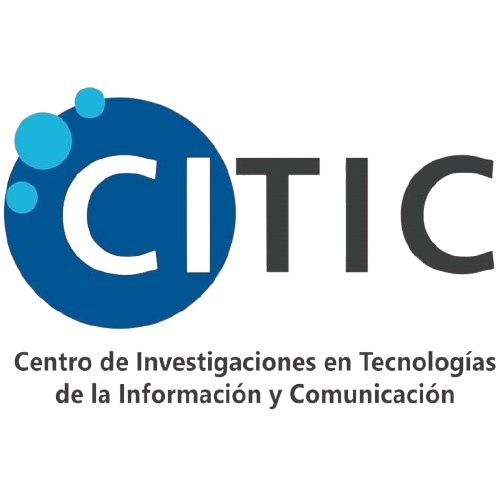 CITIC
Centro de Investigaciones en Tecnologías
de la Información y Comunicación